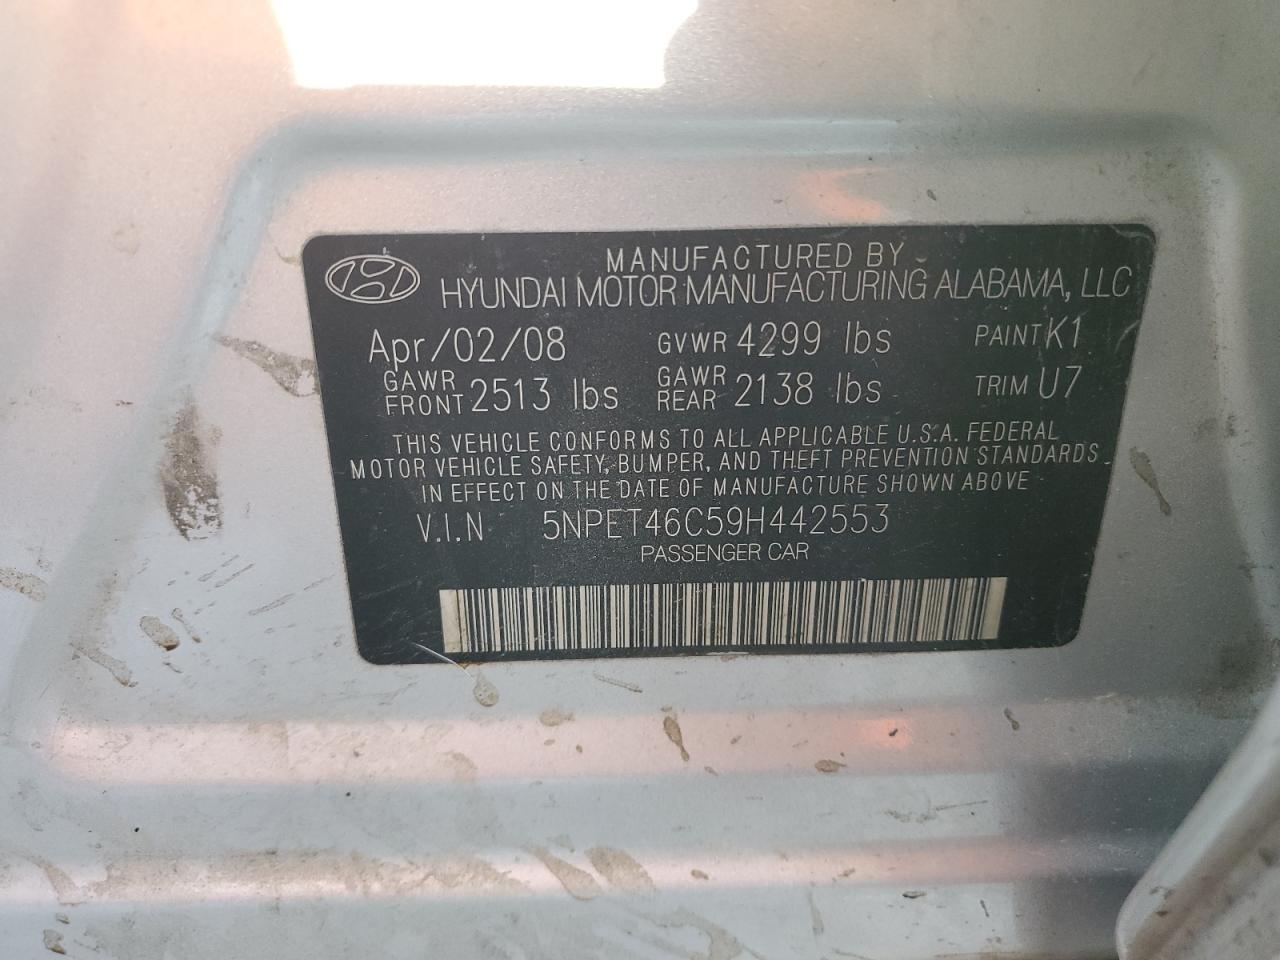 MANUFACTURED BY
HYUNDAI MOTOR MANUFACTURING ALABAMA, LLC
Apr/02/08 GVWR 4299 lbs PAINT K1
GAWR FRONT 2513 lbs GAWR REAR 2138 lbs TRIM U7
THIS VEHICLE CONFORMS TO ALL APPLICABLE U.S.A. FEDERAL
MOTOR VEHICLE SAFETY, BUMPER, AND THEFT PREVENTION STANDARDS
IN EFFECT ON THE DATE OF MANUFACTURE SHOWN ABOVE
V.I.N 5NPET46C59H442553
PASSENGER CAR